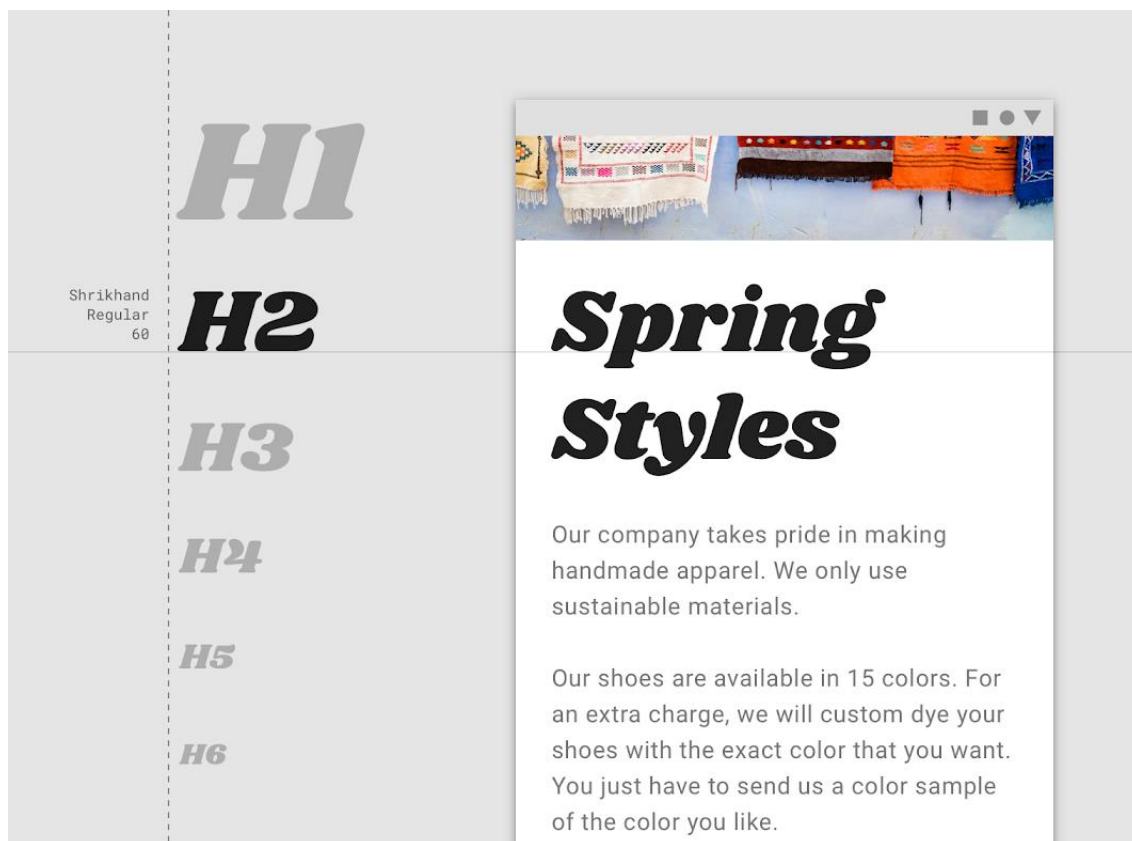 H1
Shrikhand
Regular
60
H2
H3
H4
H5
H6
Spring
Styles
Our company takes pride in making
handmade apparel. We only use
sustainable materials.
Our shoes are available in 15 colors. For
an extra charge, we will custom dye your
shoes with the exact color that you want.
You just have to send us a color sample
of the color you like.